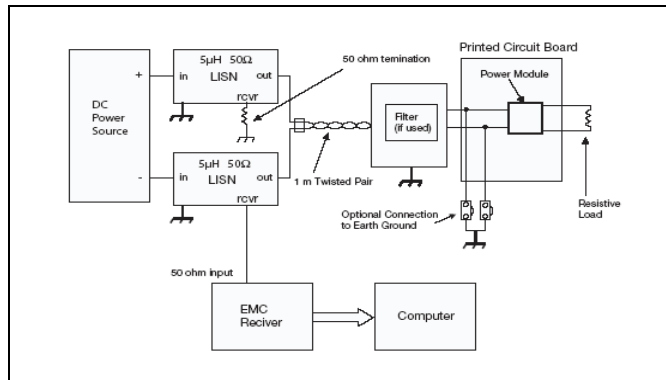 50 ohm temination
Printed Circuit Board
Power Module
5μH 50Ω
LISN
in
out
rcvr
+
DC
Power
Source
-
5μH 50Ω
LISN
in
out
rcvr
Filter
(if used)
1 m Twisted Pair
Optional Connection
to Earth Ground
Resistive
Load
50 ohm input
EMC
Reciver
Computer